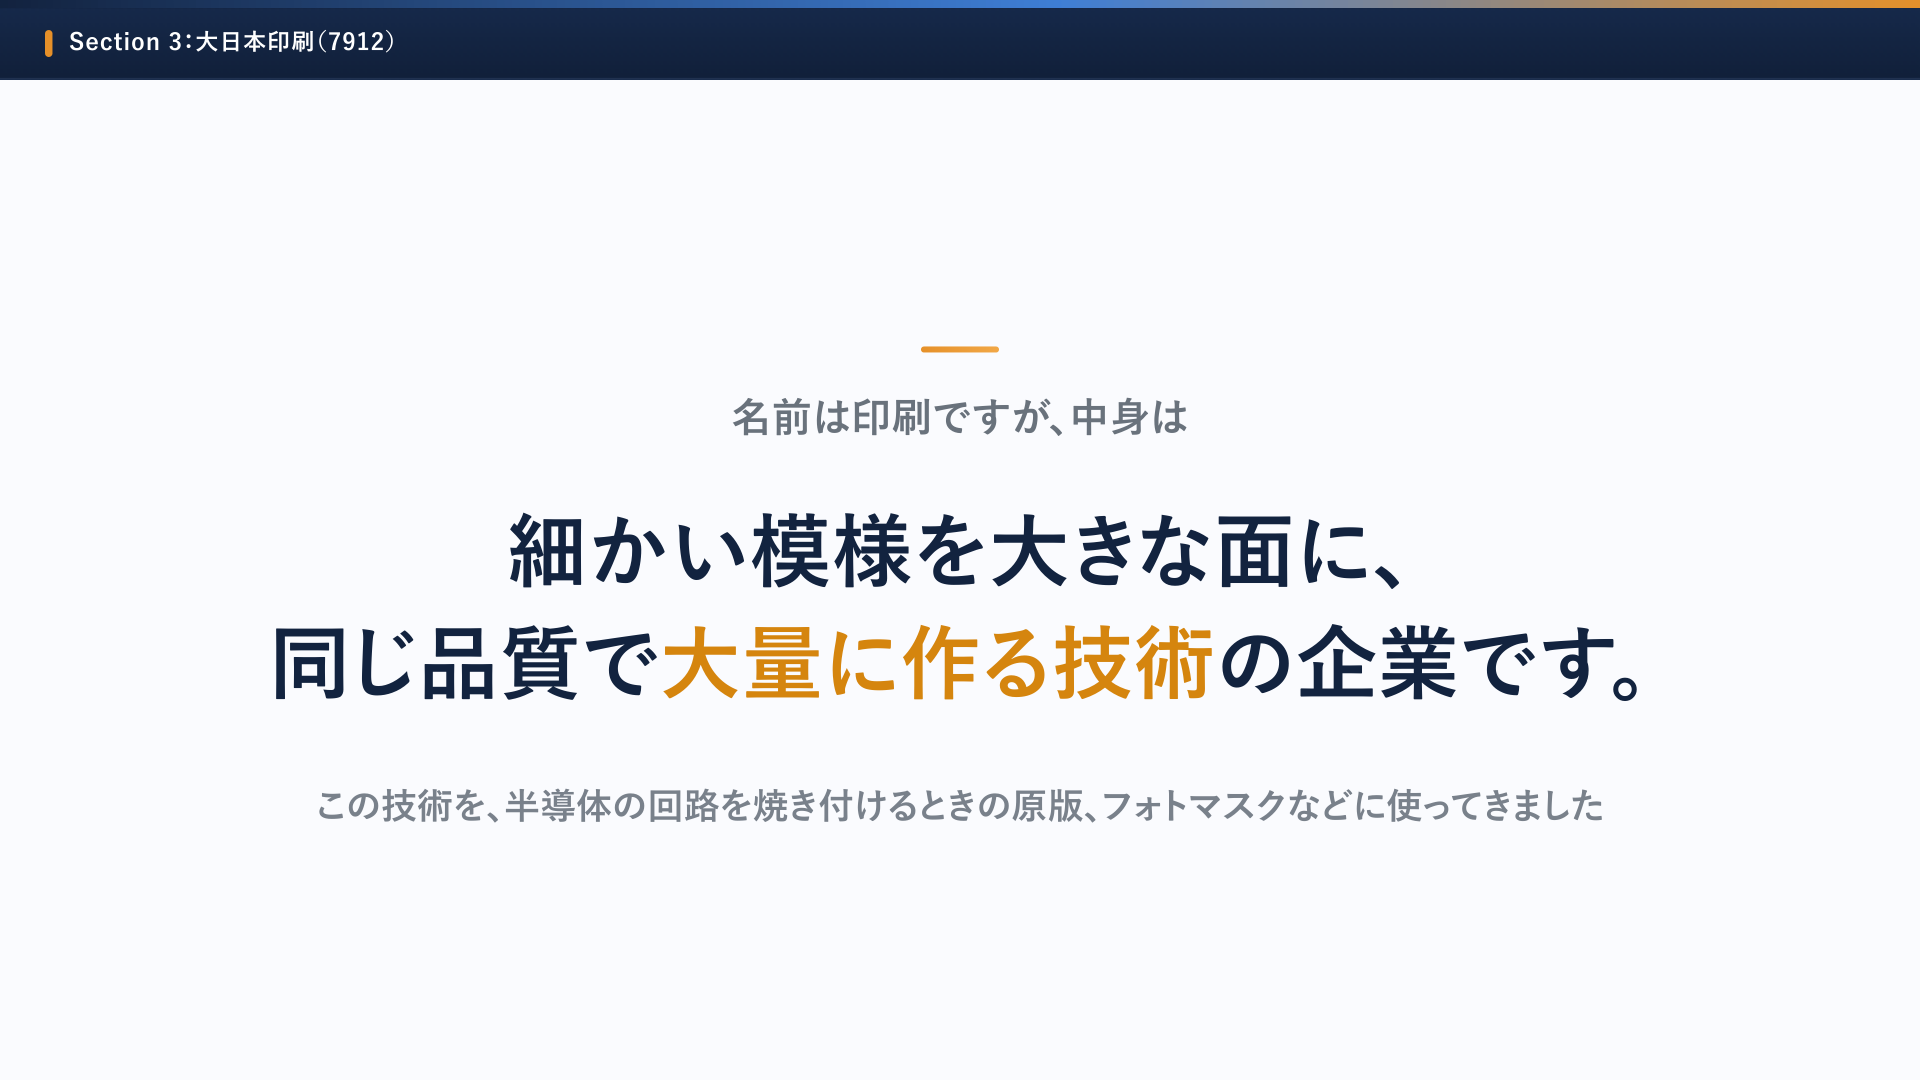 Section 3：大日本印刷（7912）
名前は印刷ですが、中身は
細かい模様を大きな面に、
同じ品質で大量に作る技術の企業です。
この技術を、半導体の回路を焼き付けるときの原版、フォトマスクなどに使ってきました